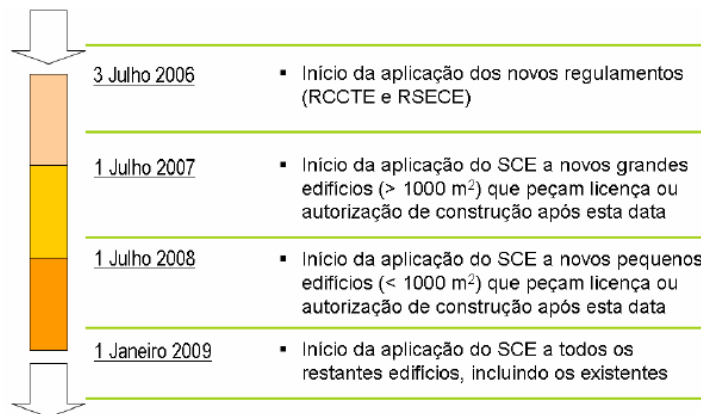 3 Julho 2006
▪ Início da aplicação dos novos regulamentos
(RCCTE e RSECE)
1 Julho 2007
▪ Início da aplicação do SCE a novos grandes
edifícios (> 1000 m²) que peçam licença ou
autorização de construção após esta data
1 Julho 2008
▪ Início da aplicação do SCE a novos pequenos
edifícios (< 1000 m²) que peçam licença ou
autorização de construção após esta data
1 Janeiro 2009
▪ Início da aplicação do SCE a todos os
restantes edifícios, incluindo os existentes